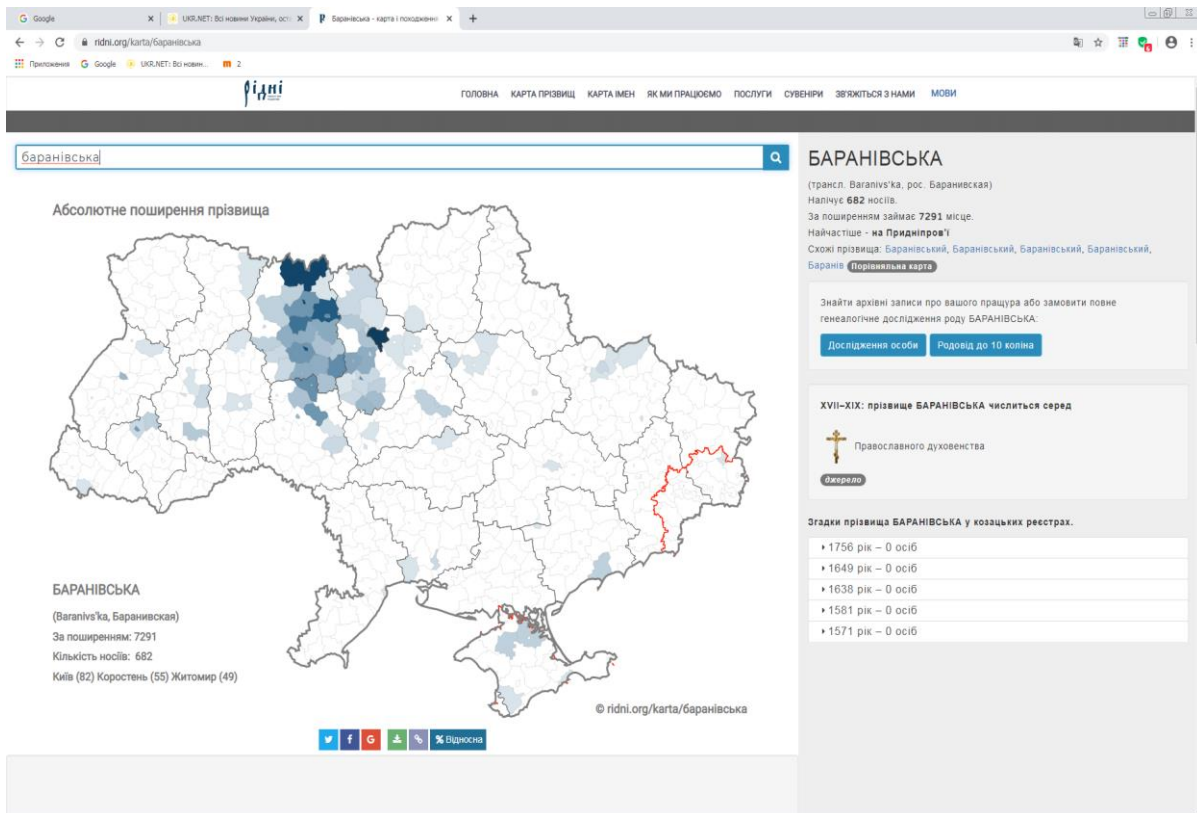 Google
UKR.NET: Всі новини України, оста
Баранівська - карта і походження
ridni.org/karta/баранівська
Приложения
Google
UKR.NET: Всі новин...
2
рідні
ГОЛОВНА КАРТА ПРІЗВИЩ КАРТА ІМЕН ЯК МИ ПРАЦЮЄМО ПОСЛУГИ СУВЕНІРИ ЗВ'ЯЖІТЬСЯ З НАМИ МОВИ
баранівська
Абсолютне поширення прізвища
БАРАНІВСЬКА
(Baranivs'ka, Баранивская)
За поширенням: 7291
Кількість носіїв: 682
Київ (82) Коростень (55) Житомир (49)
© ridni.org/karta/баранівська
% Відносна
БАРАНІВСЬКА
(трансл. Baranivs'ka, рос. Баранивская)
Налічує 682 носіїв.
За поширенням займає 7291 місце.
Найчастіше - на Придніпров'ї
Схожі прізвища: Баранівський, Баранівський, Баранівський, Баранівський,
Баранів Порівняльна карта
Знайти архівні записи про вашого пращура або замовити повне
генеалогічне дослідження роду БАРАНІВСЬКА:
Дослідження особи Родовід до 10 коліна
XVII–XIX: прізвище БАРАНІВСЬКА числиться серед
Православного духовенства
джерело
Згадки прізвища БАРАНІВСЬКА у козацьких реєстрах.
1756 рік – 0 осіб
1649 рік – 0 осіб
1638 рік – 0 осіб
1581 рік – 0 осіб
1571 рік – 0 осіб